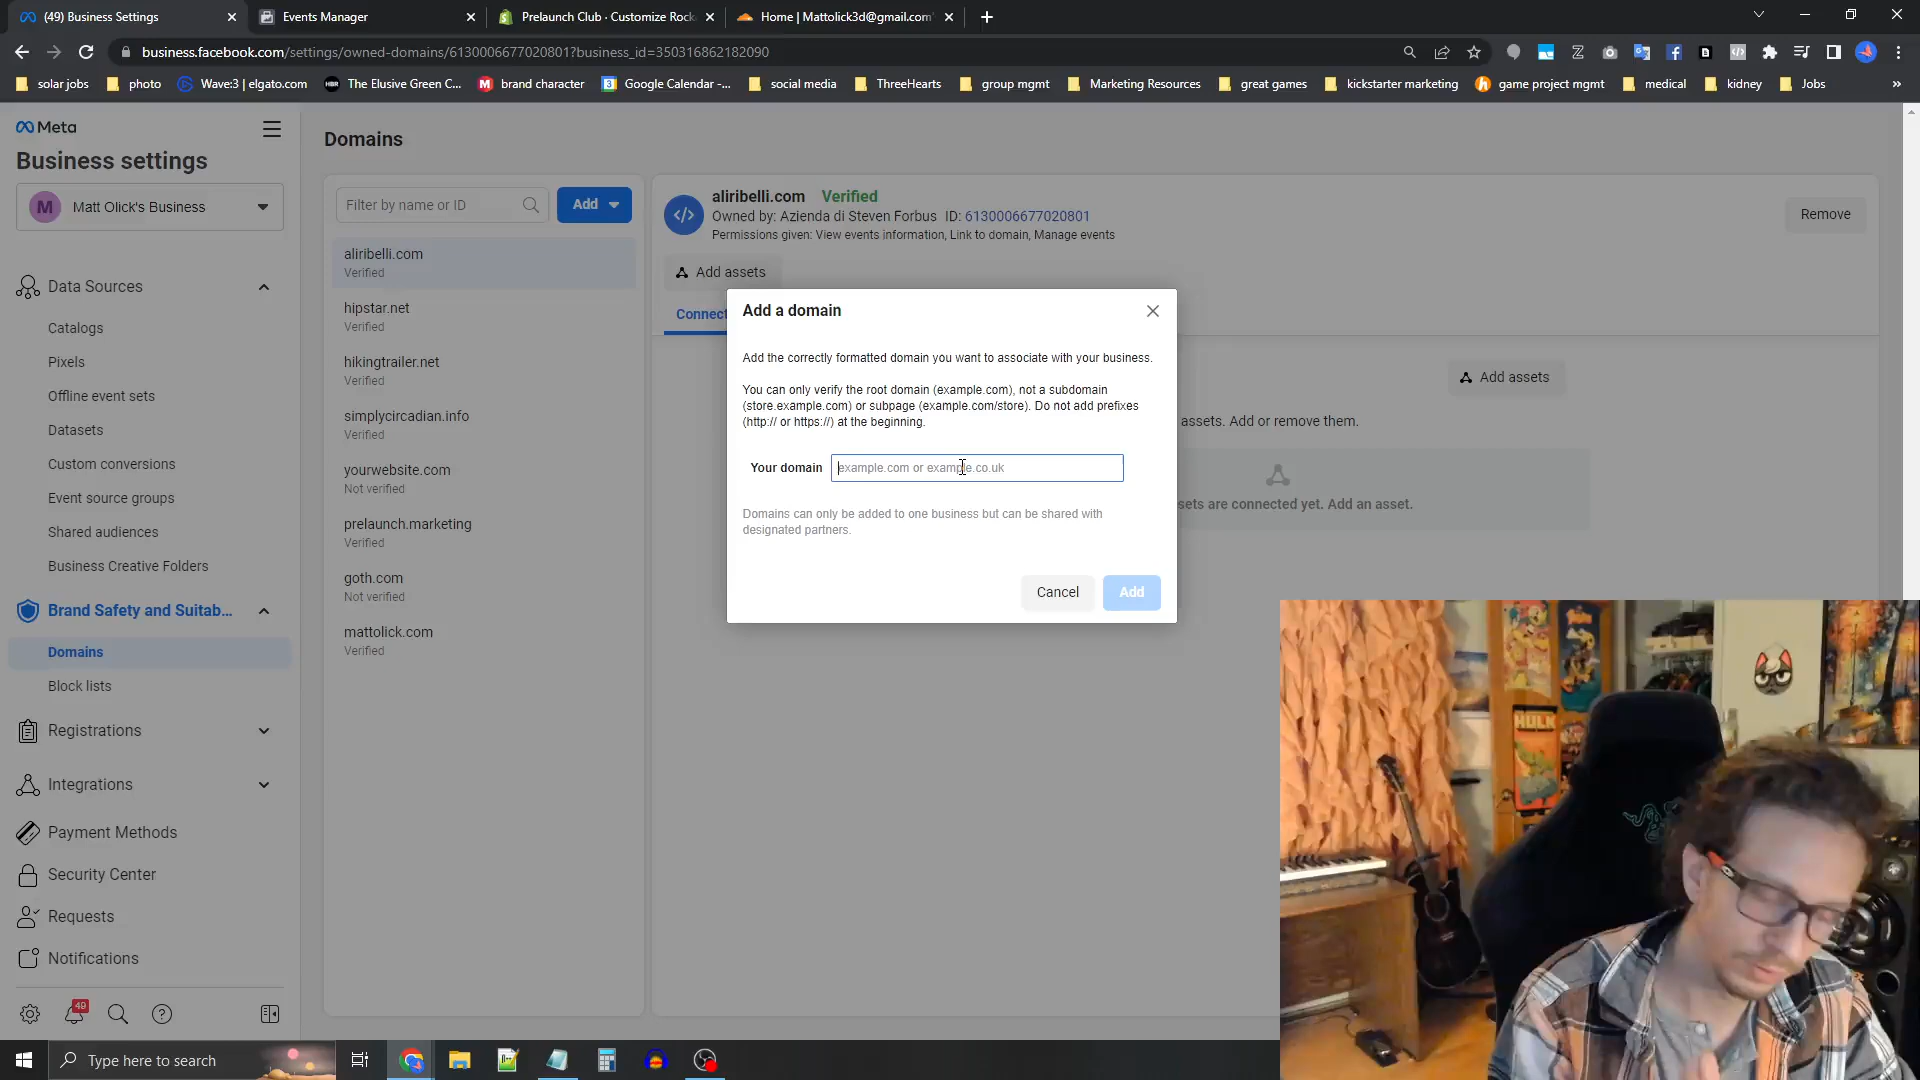 (49) Business Settings
Events Manager
Prelaunch Club · Customize Rock
Home | Mattolick3d@gmail.com'
business.facebook.com/settings/owned-domains/6130006677020801?business_id=350316862182090
solar jobs
photo
Wave:3 | elgato.com
The Elusive Green C...
brand character
Google Calendar -...
social media
ThreeHearts
group mgmt
Marketing Resources
great games
kickstarter marketing
game project mgmt
medical
kidney
Jobs
Meta
Business settings
M
Matt Olick's Business
Data Sources
Catalogs
Pixels
Offline event sets
Datasets
Custom conversions
Event source groups
Shared audiences
Business Creative Folders
Brand Safety and Suitab...
Domains
Block lists
Registrations
Integrations
Payment Methods
Security Center
Requests
Notifications
49
Domains
Filter by name or ID
Add
aliribelli.com
Verified
hipstar.net
Verified
hikingtrailer.net
Verified
simplycircadian.info
Verified
yourwebsite.com
Not verified
prelaunch.marketing
Verified
goth.com
Not verified
mattolick.com
Verified
aliribelli.com Verified
Owned by: Azienda di Steven Forbus ID: 6130006677020801
Permissions given: View events information, Link to domain, Manage events
Remove
Add assets
Connect
Add assets
assets. Add or remove them.
sets are connected yet. Add an asset.
Add a domain
Add the correctly formatted domain you want to associate with your business.
You can only verify the root domain (example.com), not a subdomain
(store.example.com) or subpage (example.com/store). Do not add prefixes
(http:// or https://) at the beginning.
Your domain
example.com or example.co.uk
Domains can only be added to one business but can be shared with
designated partners.
Cancel
Add
HULK
Type here to search